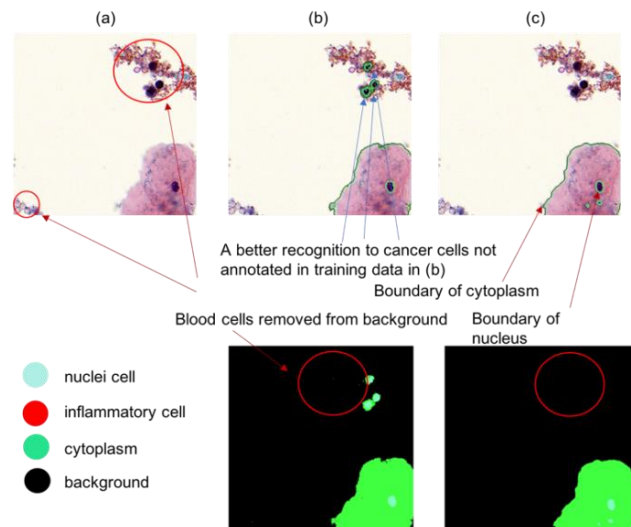 (a)
(b)
(c)
A better recognition to cancer cells not
annotated in training data in (b)
Boundary of cytoplasm
Blood cells removed from background
Boundary of
nucleus
nuclei cell
inflammatory cell
cytoplasm
background